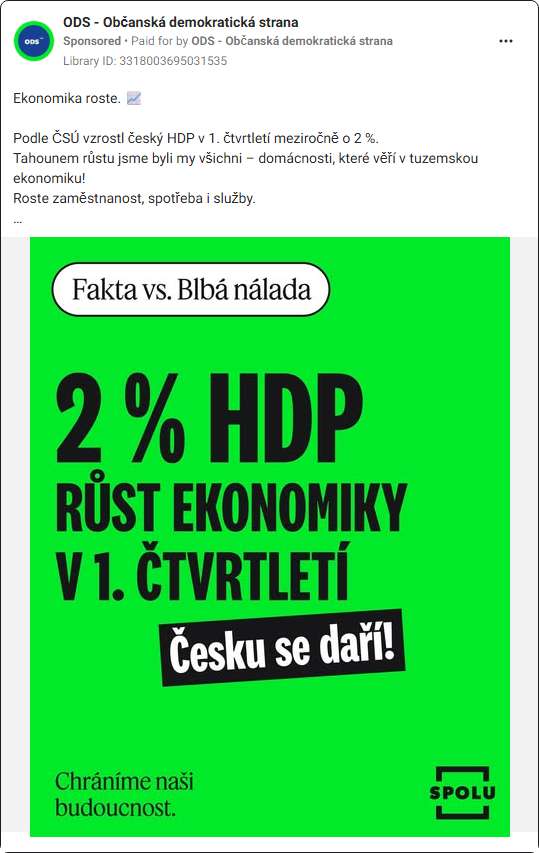 ODS - Občanská demokratická strana
Sponsored • Paid for by ODS - Občanská demokratická strana
Library ID: 3318003695031535
Ekonomika roste. 📈
Podle ČSÚ vzrostl český HDP v 1. čtvrtletí meziročně o 2 %.
Tahounem růstu jsme byli my všichni – domácnosti, které věří v tuzemskou
ekonomiku!
Roste zaměstnanost, spotřeba i služby.
...
Fakta vs. Blbá nálada
2 % HDP
RŮST EKONOMIKY
V 1. ČTVRTLETÍ
Česku se daří!
Chráníme naši
budoucnost.
SPOLU